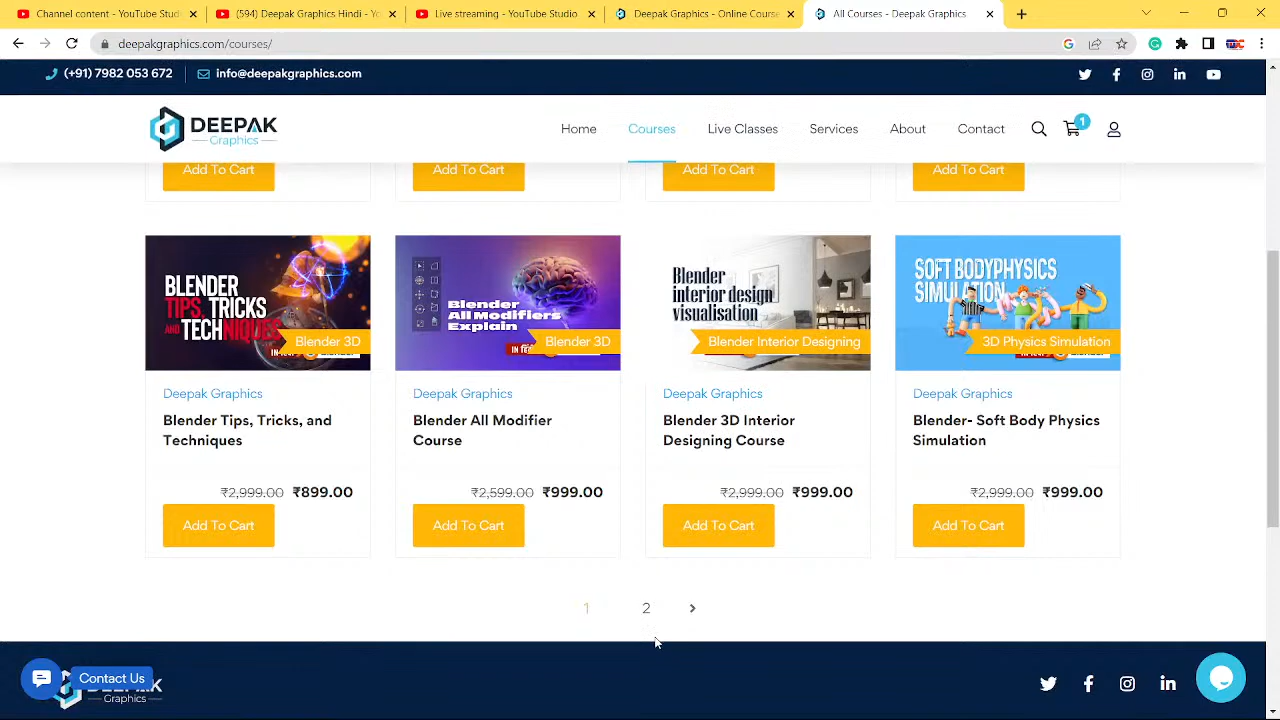 Channel content - YouTube Studio
(594) Deepak Graphics Hindi - Yo
Live streaming - YouTube Studio
Deepak Graphics - Online Course
All Courses - DEEPAK GRAPHICS
deepakgraphics.com/courses/
(+91) 7982 053 672
info@deepakgraphics.com
DEEPAK
Graphics
Home
Courses
Live Classes
Services
About
Contact
1
Add To Cart
Add To Cart
Add To Cart
Add To Cart
BLENDER
TIPS, TRICKS
AND TECHNIQUES
Blender 3D
Blender
All Modifiers
Explain
Blender 3D
Blender
interior design
visualisation
Blender Interior Designing
SOFT BODYPHYSICS
SIMULATION
3D Physics Simulation
Deepak Graphics
Blender Tips, Tricks, and
Techniques
₹2,999.00 ₹899.00
Add To Cart
Deepak Graphics
Blender All Modifier
Course
₹2,599.00 ₹999.00
Add To Cart
Deepak Graphics
Blender 3D Interior
Designing Course
₹2,999.00 ₹999.00
Add To Cart
Deepak Graphics
Blender- Soft Body Physics
Simulation
₹2,999.00 ₹999.00
Add To Cart
1
2
Contact Us
Graphics